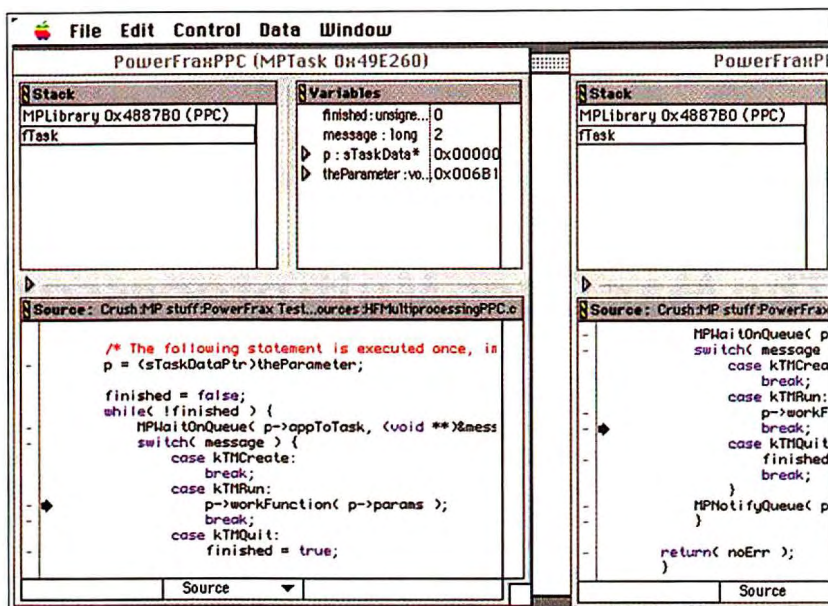 File Edit Control Data Window
PowerFraxPPC (MPTask 0x49E260)
Stack
MPLibrary 0x4887B0 (PPC)
fTask
Variables
finished : unsigne... 0
message : long 2
p : sTaskData* 0x00000
theParameter : vo... 0x006B1
Source: Crush:MP stuff:PowerFrax Test...ources:HFMultiprocessingPPC.c
/* The following statement is executed once, im
p = (sTaskDataPtr)theParameter;
finished = false;
while( !finished ) {
MPWaitOnQueue( p->appToTask, (void **)&mess
switch( message ) {
case kTMCreate:
break;
case kTMRun:
p->workFunction( p->params );
break;
case kTMQuit:
finished = true;
Source
PowerFraxPP
Stack
MPLibrary 0x4887B0 (PPC)
fTask
Source: Crush:MP stuff:PowerFrax
MPWaitOnQueue( p
switch( message
case kTMCrea
break;
case kTMRun:
p->workF
break;
case kTMQuit
finished
break;
}
MPNotifyQueue( p
}
return( noErr );
}
Source